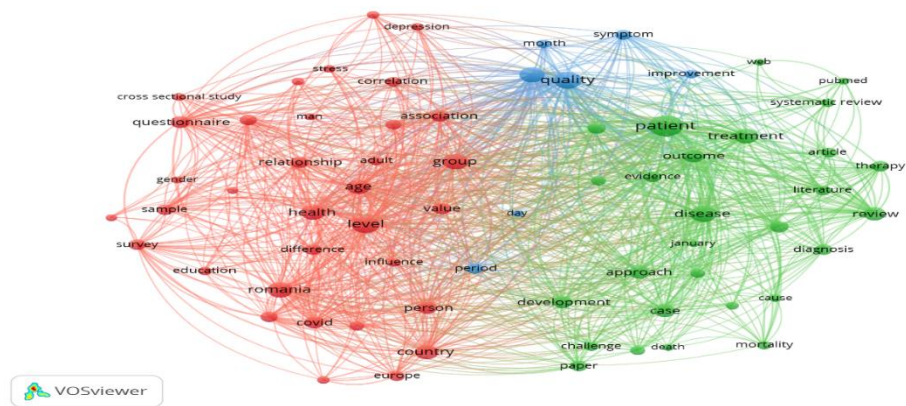 depression
month
symptom
web
stress
correlation
quality
improvement
pubmed
cross sectional study
man
association
systematic review
questionnaire
patient
treatment
relationship
adult
group
outcome
article
therapy
gender
age
evidence
literature
sample
health
value
day
disease
review
level
survey
difference
january
diagnosis
education
influence
period
approach
romania
person
development
case
cause
covid
country
challenge
death
mortality
europe
paper
VOSviewer